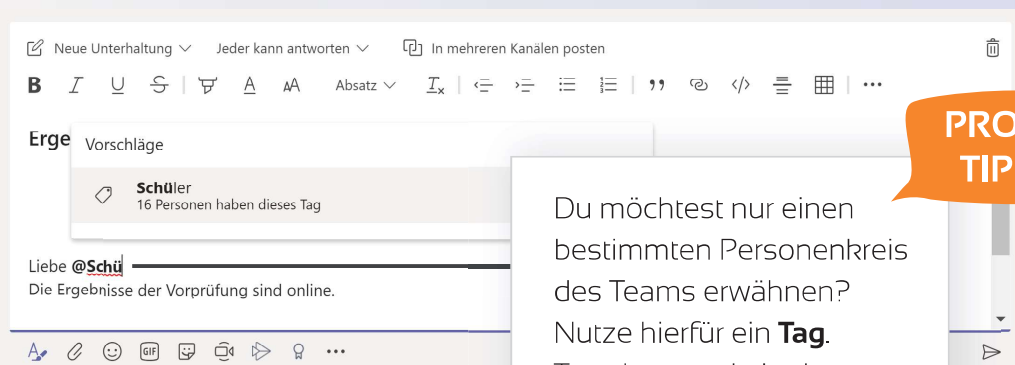 Neue Unterhaltung Jeder kann antworten In mehreren Kanälen posten
B I U S A AA Absatz Ix
Erge
Vorschläge
Schüler
16 Personen haben dieses Tag
Liebe @Schü
Die Ergebnisse der Vorprüfung sind online.
GIF
PRO
TIP
Du möchtest nur einen
bestimmten Personenkreis
des Teams erwähnen?
Nutze hierfür ein Tag.